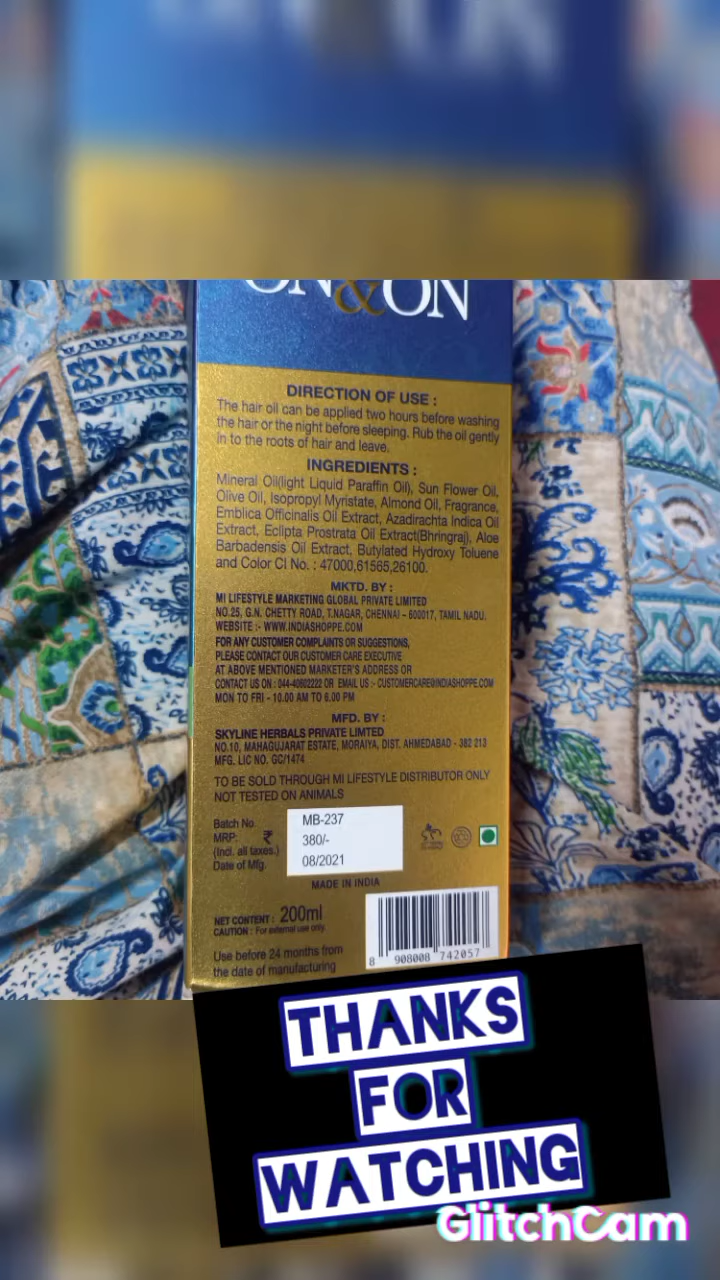 ON&ON
DIRECTION OF USE :
The hair oil can be applied two hours before washing
the hair or the night before sleeping. Rub the oil gently
in to the roots of hair and leave.
INGREDIENTS :
Mineral Oil(light Liquid Paraffin Oil), Sun Flower Oil,
Olive Oil, Isopropyl Myristate, Almond Oil, Fragrance,
Emblica Officinalis Oil Extract, Azadirachta Indica Oil
Extract, Eclipta Prostrata Oil Extract(Bhringraj), Aloe
Barbadensis Oil Extract, Butylated Hydroxy Toluene
and Color CI No. : 47000,61565,26100.
MKTD. BY :
MI LIFESTYLE MARKETING GLOBAL PRIVATE LIMITED
NO.25, G.N. CHETTY ROAD, T.NAGAR, CHENNAI – 600017, TAMIL NADU.
WEBSITE :- WWW.INDIASHOPPE.COM
FOR ANY CUSTOMER COMPLAINTS OR SUGGESTIONS,
PLEASE CONTACT OUR CUSTOMER CARE EXECUTIVE
AT ABOVE MENTIONED MARKETER'S ADDRESS OR
CONTACT US ON : 044-40602222 OR EMAIL US :- CUSTOMERCARE@INDIASHOPPE.COM
MON TO FRI - 10.00 AM TO 6.00 PM
MFD. BY :
SKYLINE HERBALS PRIVATE LIMTED
NO.10, MAHAGUJARAT ESTATE, MORAIYA, DIST. AHMEDABAD - 382 213
MFG. LIC NO. GC/1474
TO BE SOLD THROUGH MI LIFESTYLE DISTRIBUTOR ONLY
NOT TESTED ON ANIMALS
Batch No. MB-237
MRP: ₹ 380/-
(Incl. all taxes.)
Date of Mfg. 08/2021
MADE IN INDIA
NET CONTENT : 200ml
CAUTION : For external use only
Use before 24 months from
the date of manufacturing
8 908008 742057
THANKS
FOR
WATCHING
GlitchCam